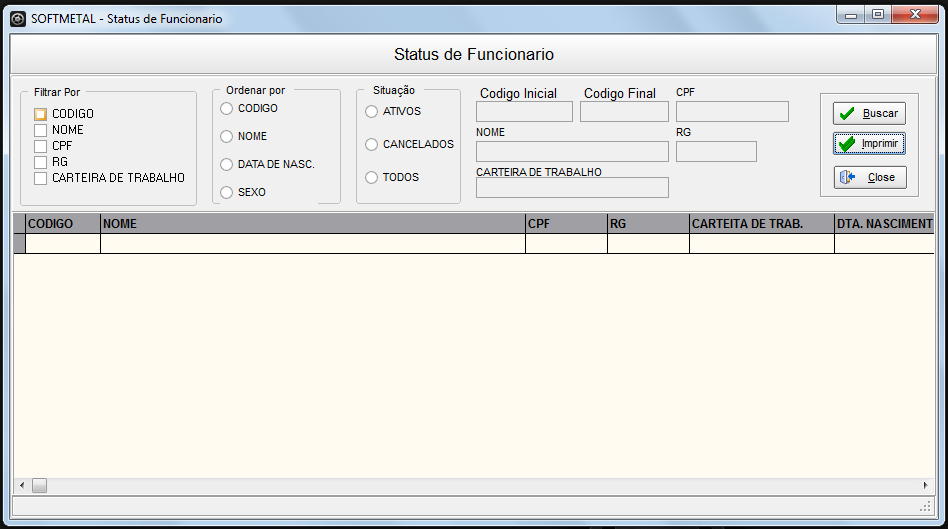 SOFTMETAL - Status de Funcionario
Status de Funcionario
Filtrar Por
CODIGO
NOME
CPF
RG
CARTEIRA DE TRABALHO
Ordenar por
CODIGO
NOME
DATA DE NASC.
SEXO
Situação
ATIVOS
CANCELADOS
TODOS
Codigo Inicial
Codigo Final
CPF
NOME
RG
CARTEIRA DE TRABALHO
Buscar
Imprimir
Close
CODIGO NOME CPF RG CARTEITA DE TRAB. DTA. NASCIMENT